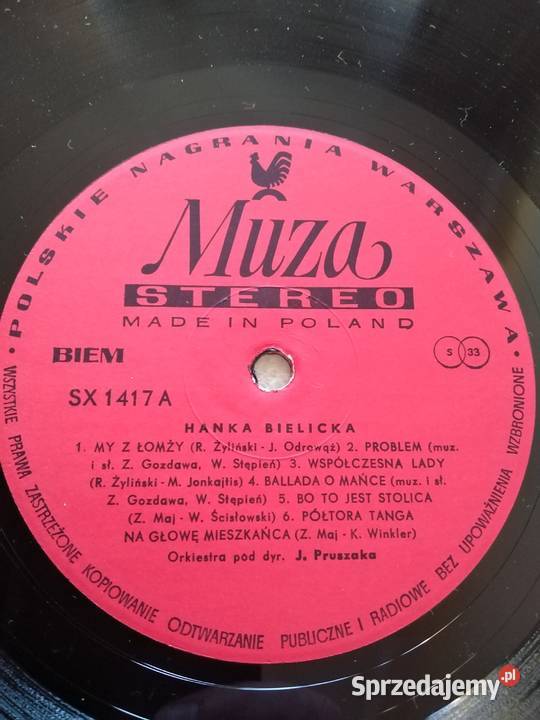 • POLSKIE NAGRANIA WARSZAWA •
Muza
STEREO
MADE IN POLAND
BIEM
S 33
SX 1417 A
HANKA BIELICKA
1. MY Z ŁOMŻY (R. Żyliński - J. Odrowąż) 2. PROBLEM (muz.
i sł. Z. Gozdawa, W. Stępień) 3. WSPÓŁCZESNA LADY
(R. Żyliński - M. Jonkajtis) 4. BALLADA O MAŃCE (muz. i sł.
Z. Gozdawa, W. Stępień) 5. BO TO JEST STOLICA
(Z. Maj - W. Ścisłowski) 6. PÓŁTORA TANGA
NA GŁOWĘ MIESZKAŃCA (Z. Maj - K. Winkler)
Orkiestra pod dyr. J. Pruszaka
WSZYSTKIE PRAWA ZASTRZEŻONE KOPIOWANIE ODTWARZANIE PUBLICZNE I RADIOWE BEZ UPOWAŻNIENIA WZBRONIONE
Sprzedajemy.pl